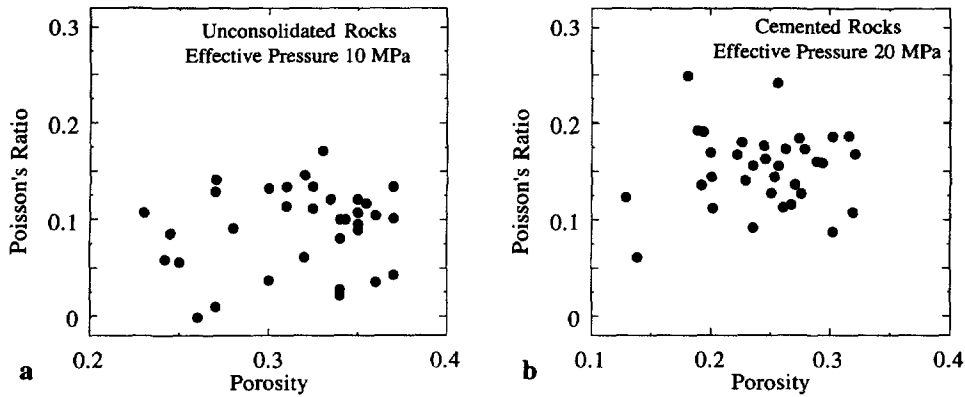 Unconsolidated Rocks
Effective Pressure 10 MPa
0.3
0.2
0.1
0
Poisson's Ratio
0.2
0.3
0.4
Porosity
a
Cemented Rocks
Effective Pressure 20 MPa
0.3
0.2
0.1
0
Poisson's Ratio
0.1
0.2
0.3
0.4
Porosity
b